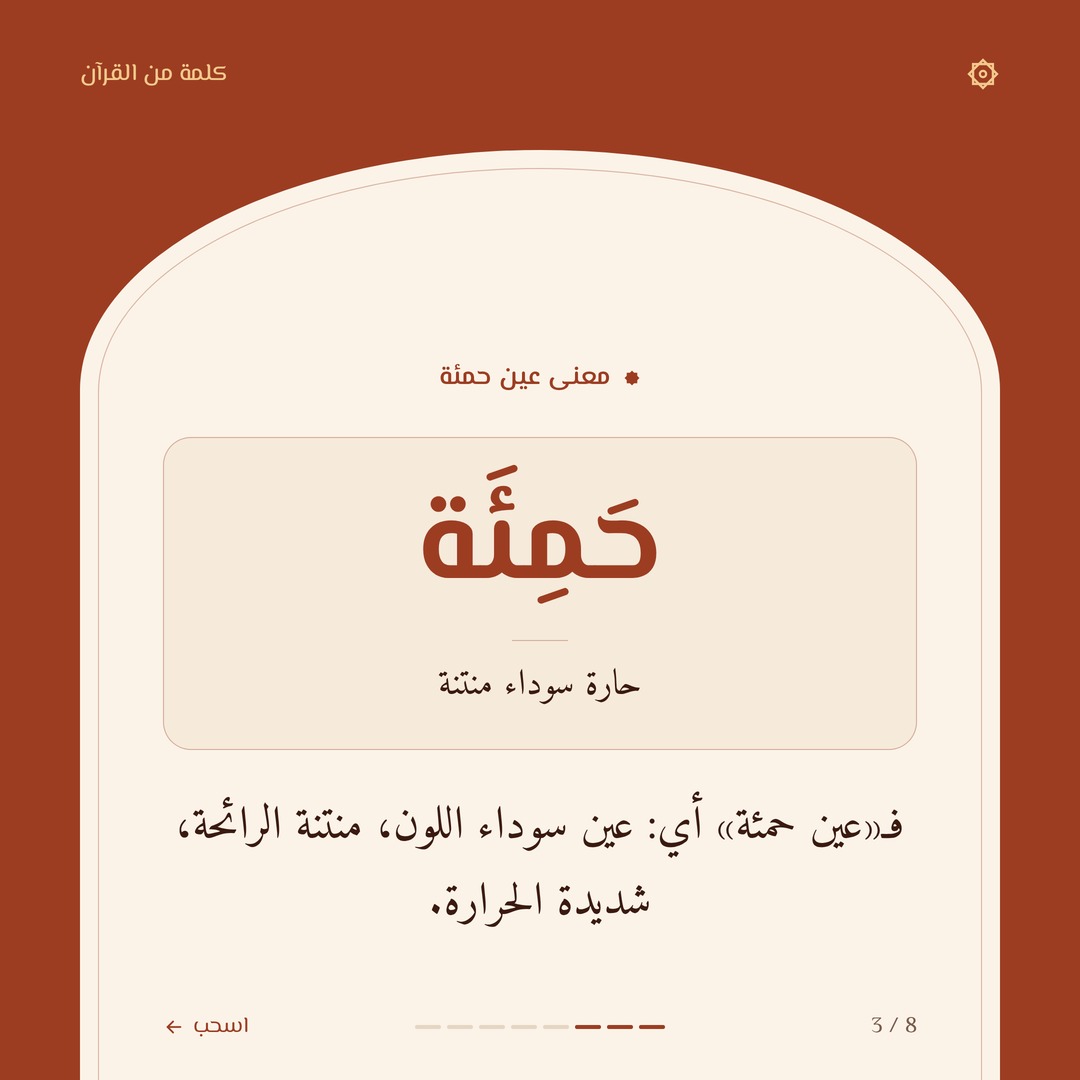 كلمة من القرآن
معنى عين حمئة
حَمِئَة
حارة سوداء منتنة
فـ«عين حمئة» أي: عين سوداء اللون، منتنة الرائحة،
شديدة الحرارة.
3 / 8
اسحب ←